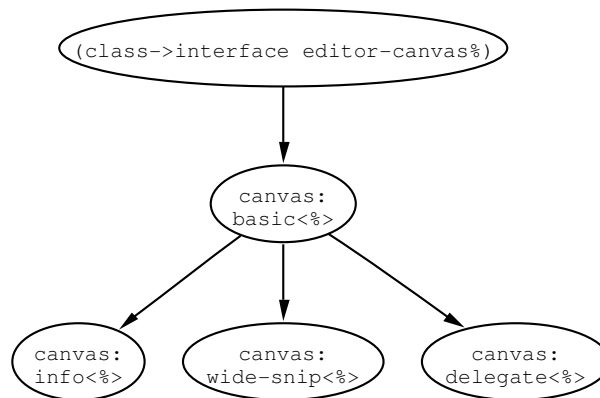 (class->interface editor-canvas%)
canvas:
basic<%>
canvas:
info<%>
canvas:
wide-snip<%>
canvas:
delegate<%>